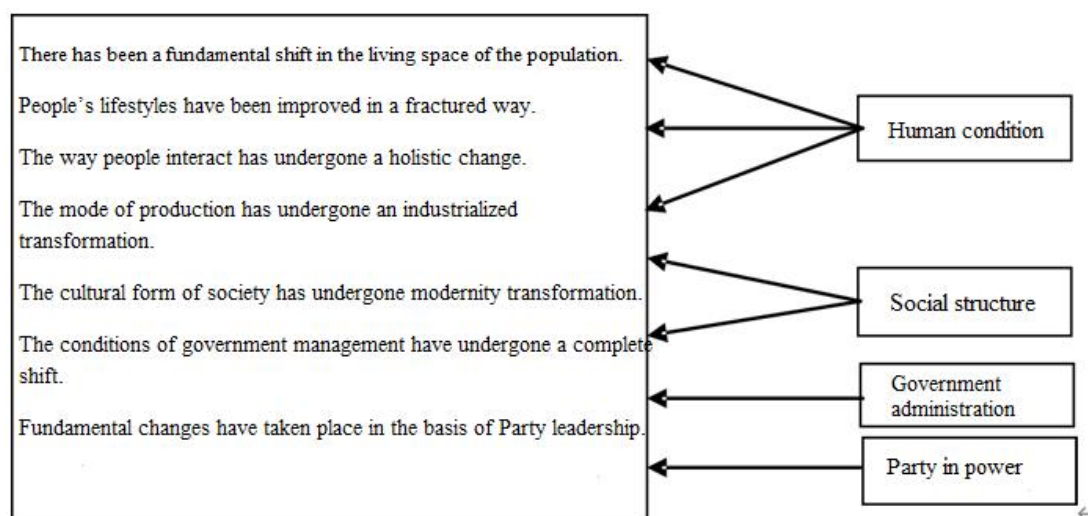 There has been a fundamental shift in the living space of the population.
People's lifestyles have been improved in a fractured way.
The way people interact has undergone a holistic change.
The mode of production has undergone an industrialized
transformation.
The cultural form of society has undergone modernity transformation.
The conditions of government management have undergone a complete
shift.
Fundamental changes have taken place in the basis of Party leadership.
Human condition
Social structure
Government
administration
Party in power